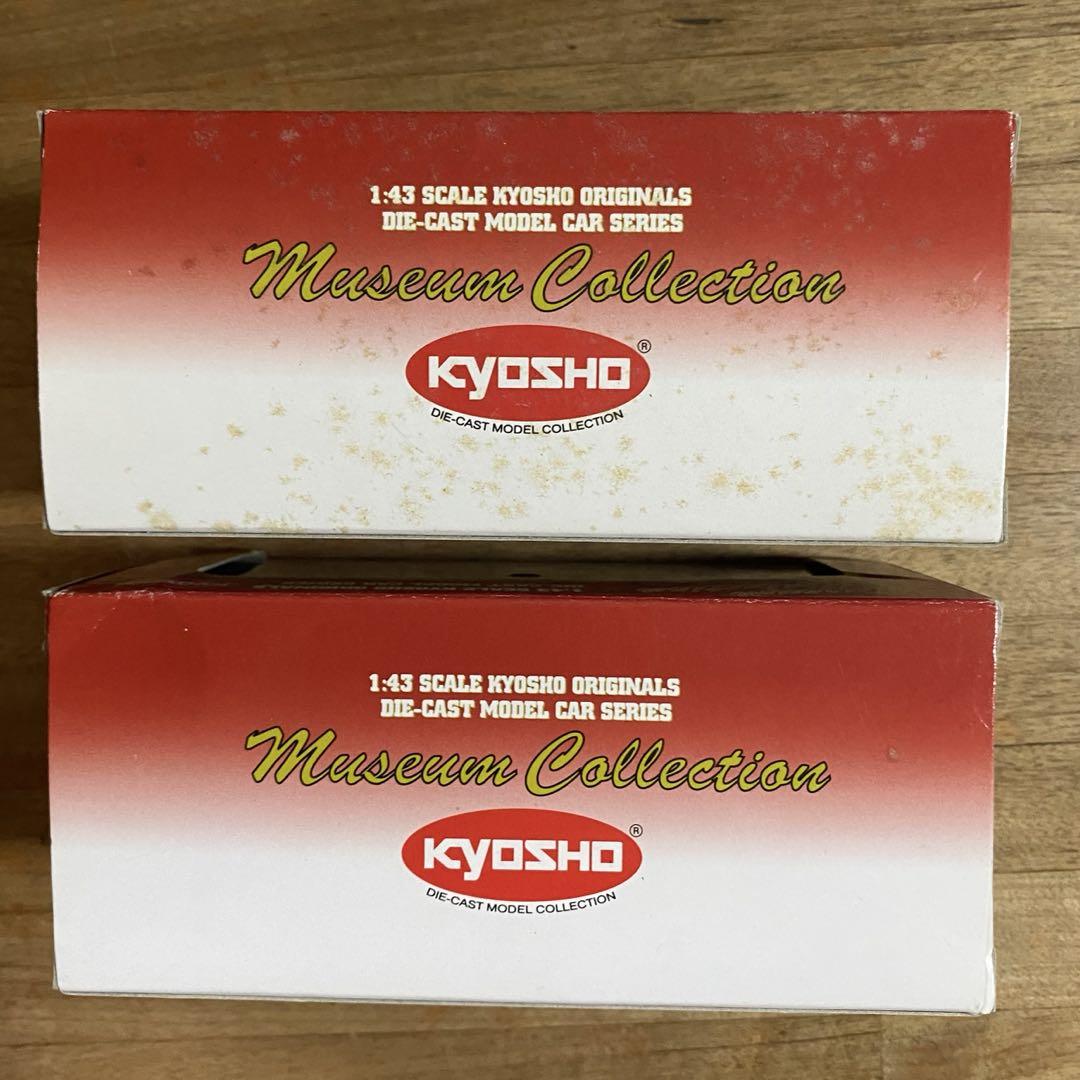 1:43 SCALE KYOSHO ORIGINALS
DIE-CAST MODEL CAR SERIES
Museum Collection
KYOSHO®
DIE-CAST MODEL COLLECTION
1:43 SCALE KYOSHO ORIGINALS
DIE-CAST MODEL CAR SERIES
Museum Collection
KYOSHO®
DIE-CAST MODEL COLLECTION